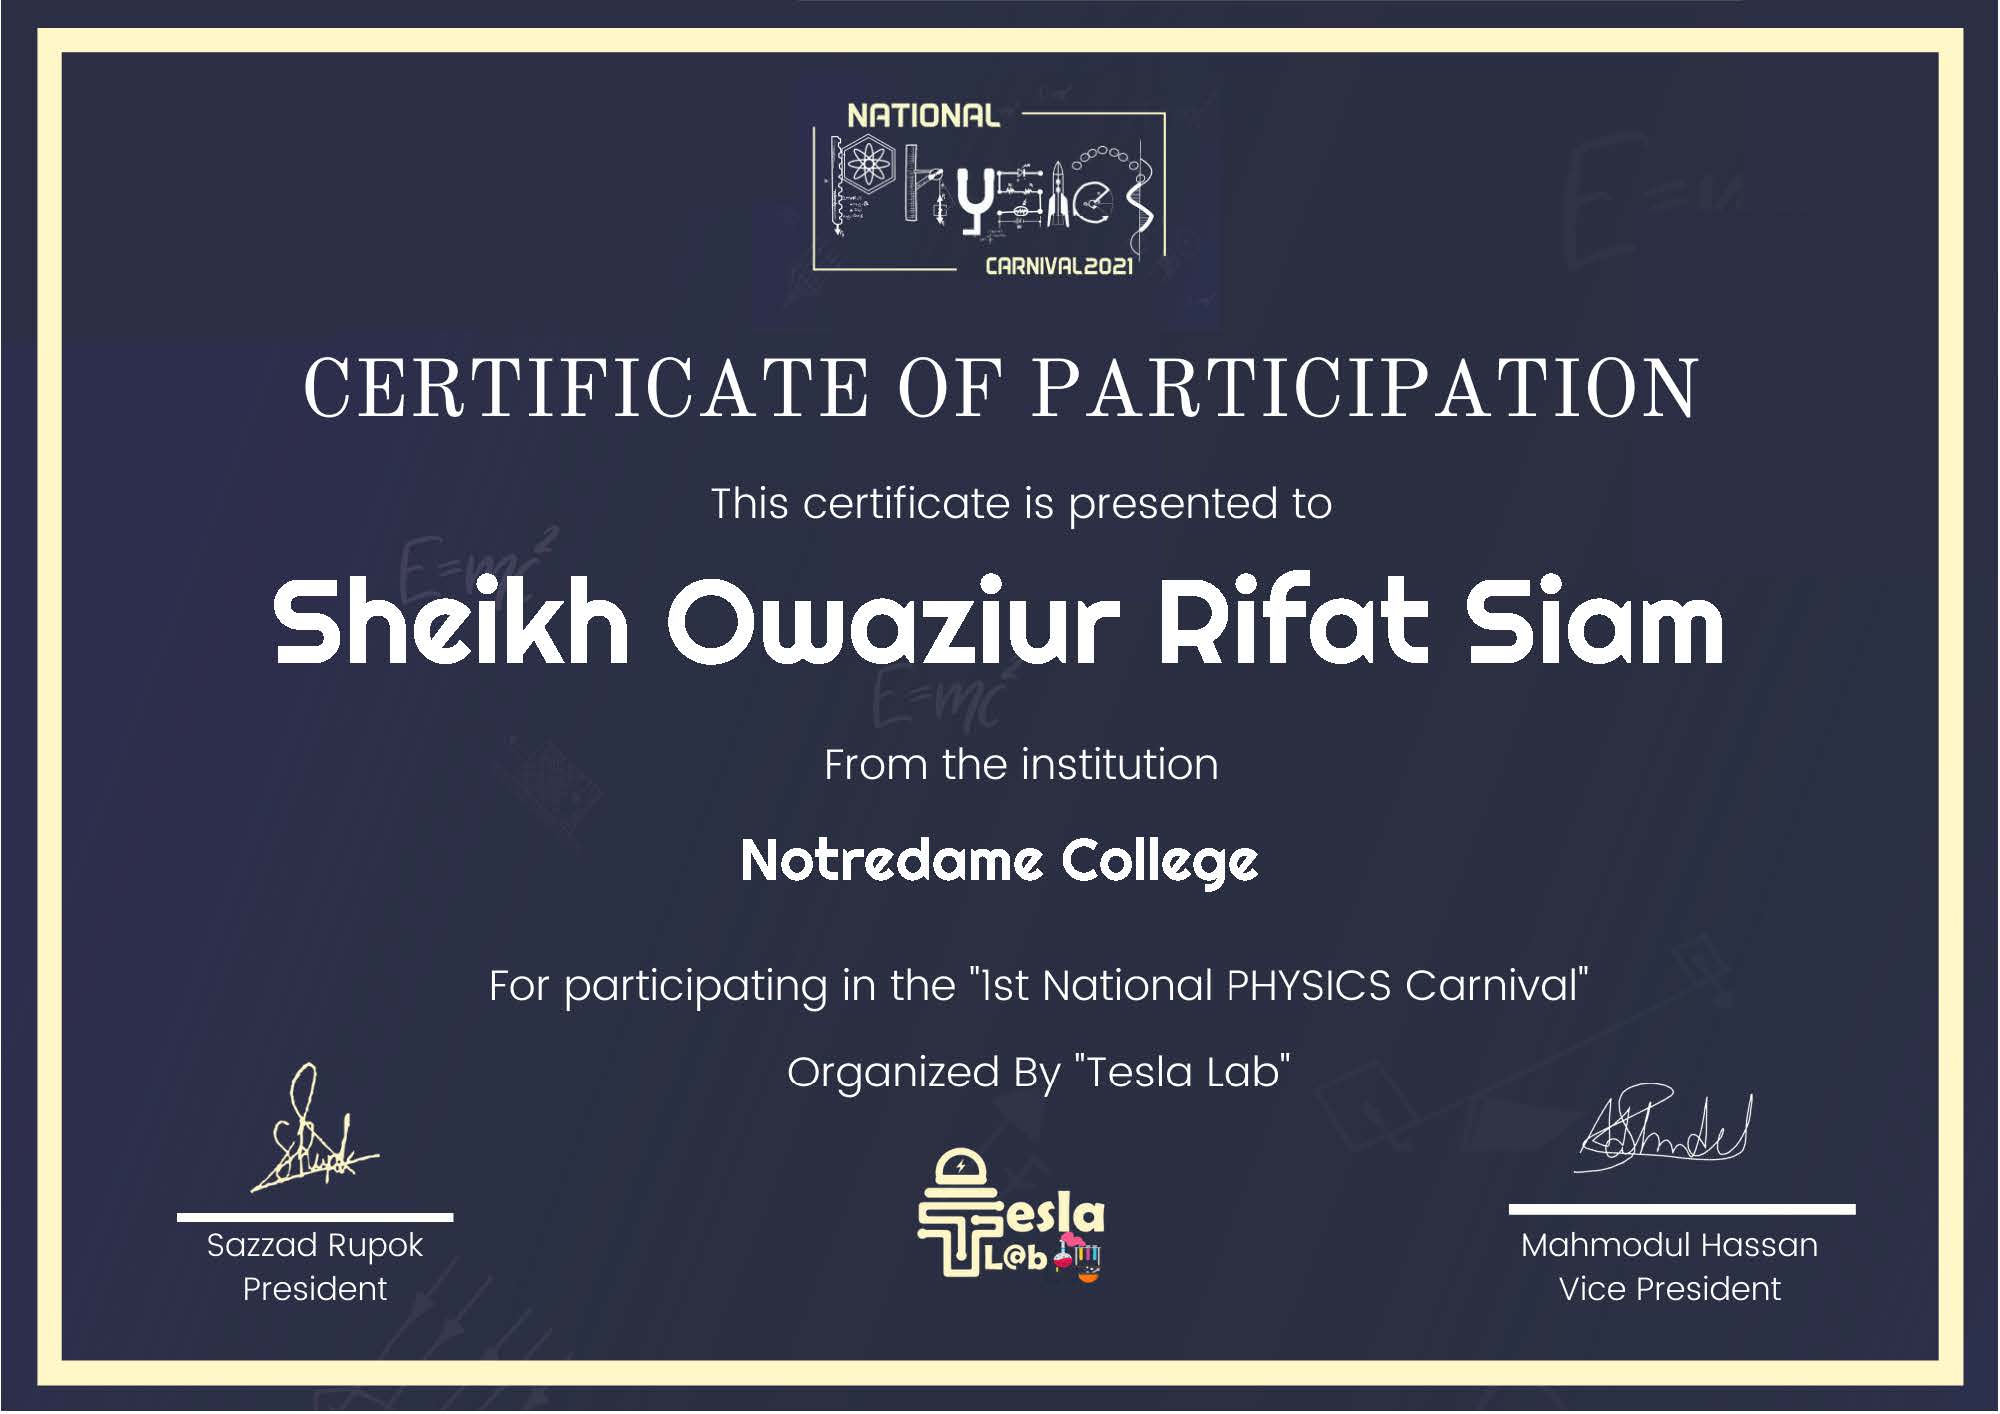 NATIONAL
PHYSICS
CARNIVAL2021
E=m
CERTIFICATE OF PARTICIPATION
This certificate is presented to
E=mc²
Sheikh Owaziur Rifat Siam
E=mc²
From the institution
Notredame College
For participating in the "1st National PHYSICS Carnival"
Organized By "Tesla Lab"
Tesla
L@b
Sazzad Rupok
President
Mahmodul Hassan
Vice President